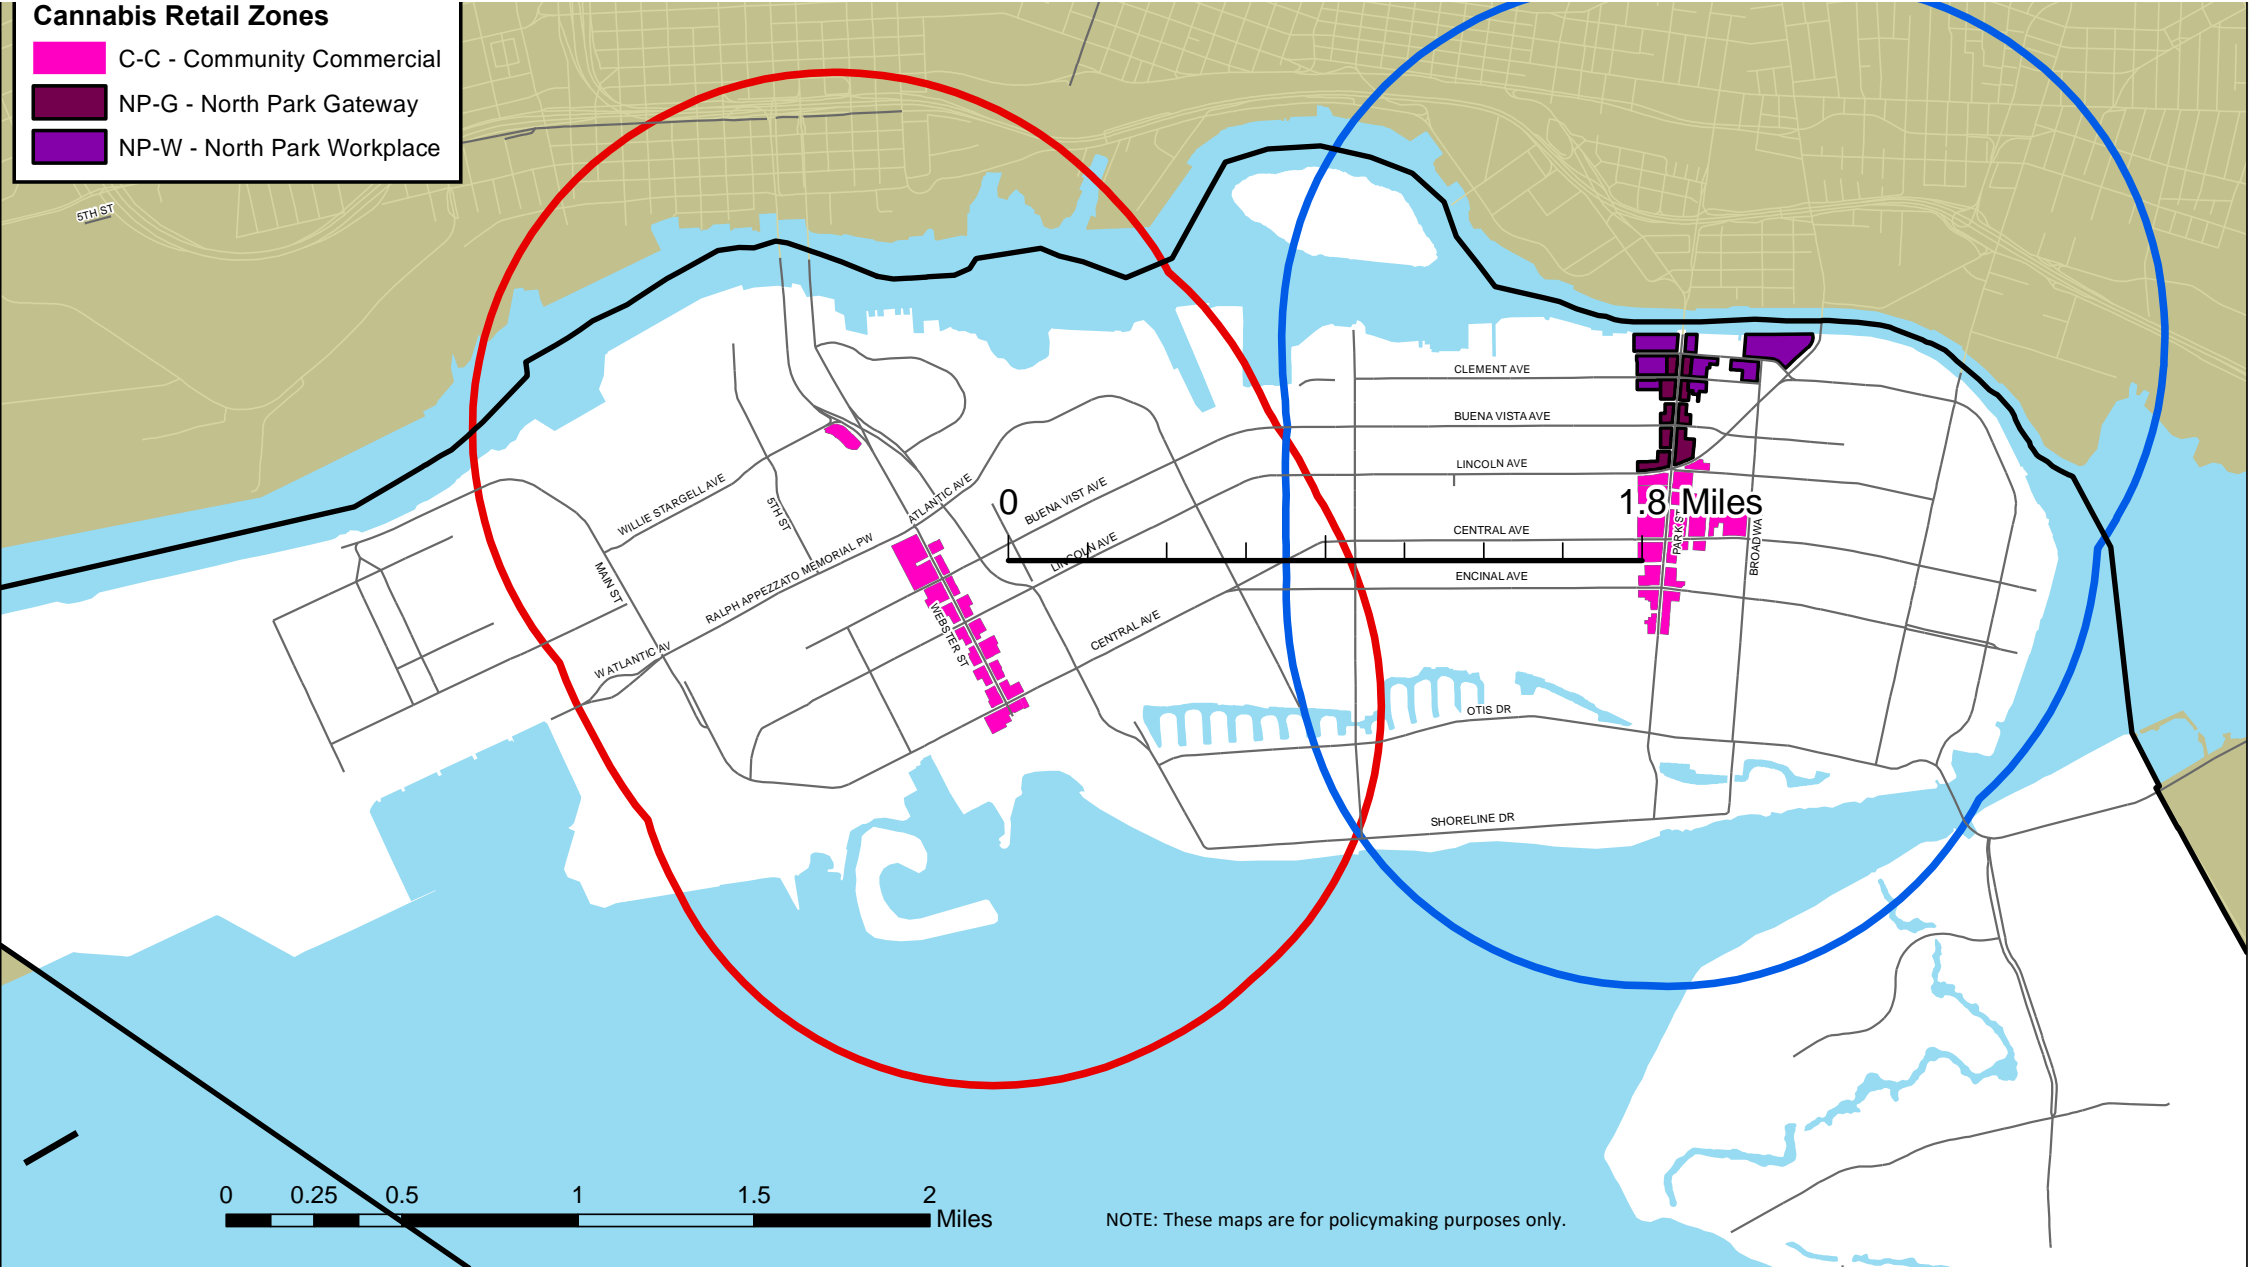 Cannabis Retail Zones
C-C - Community Commercial
NP-G - North Park Gateway
NP-W - North Park Workplace
5TH ST
CLEMENT AVE
BUENA VISTA AVE
LINCOLN AVE
WILLIE STARGELL AVE
5TH ST
ATLANTIC AVE
BUENA VIST AVE
0
1.8 Miles
PARK ST
CENTRAL AVE
BROADWA
RALPH APPEZZATO MEMORIAL PW
LINCOLN AVE
MAIN ST
ENCINAL AVE
WEBSTER ST
CENTRAL AVE
W ATLANTIC AV
OTIS DR
SHORELINE DR
0 0.25 0.5 1 1.5 2
Miles
NOTE: These maps are for policymaking purposes only.